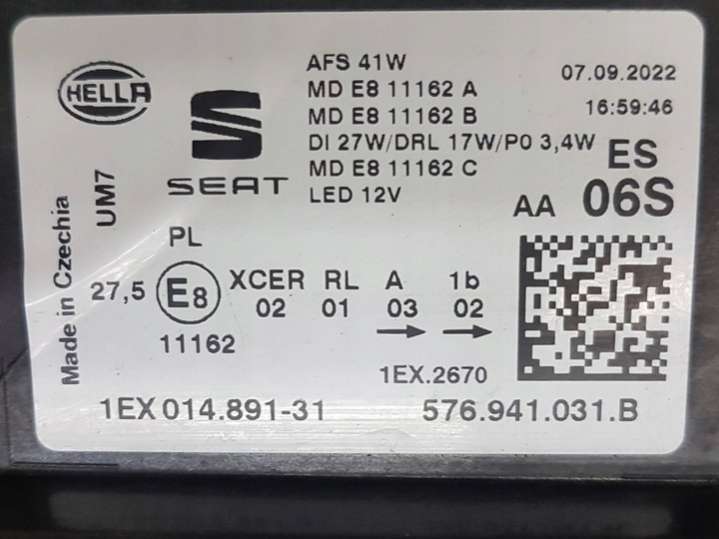 HELLA
SEAT
AFS 41W
MD E8 11162 A
MD E8 11162 B
DI 27W/DRL 17W/P0 3,4W
MD E8 11162 C
LED 12V
07.09.2022
16:59:46
ES
AA 06S
Made in Czechia
UM7
PL
27,5 E8 XCER RL A 1b
02 01 03 02
11162
1EX.2670
1EX 014.891-31
576.941.031.B